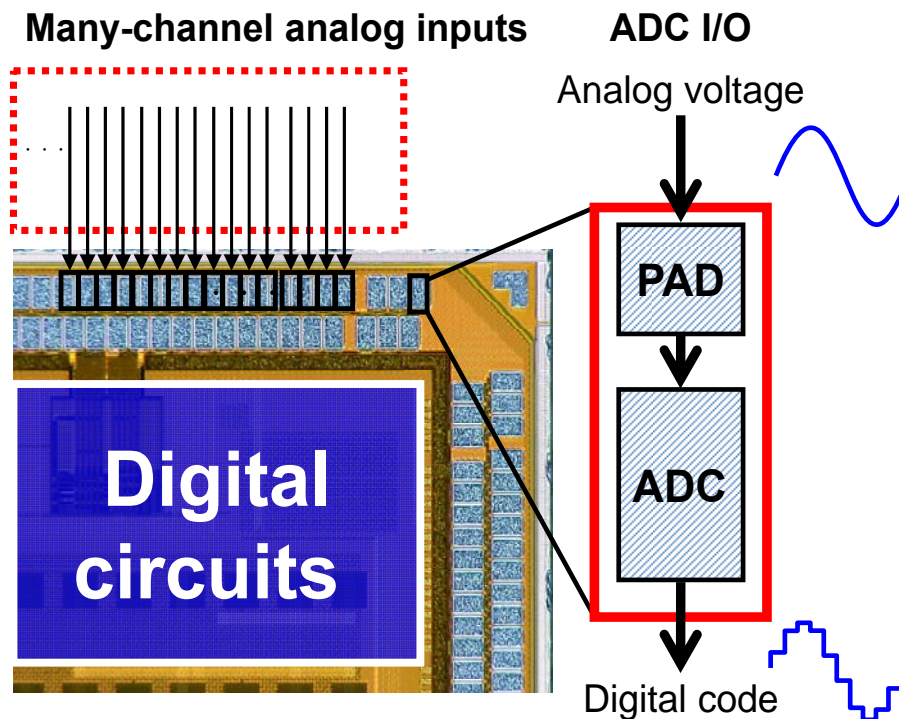 Many-channel analog inputs
ADC I/O
Analog voltage
. . .
PAD
. . .
ADC
Digital
circuits
Digital code